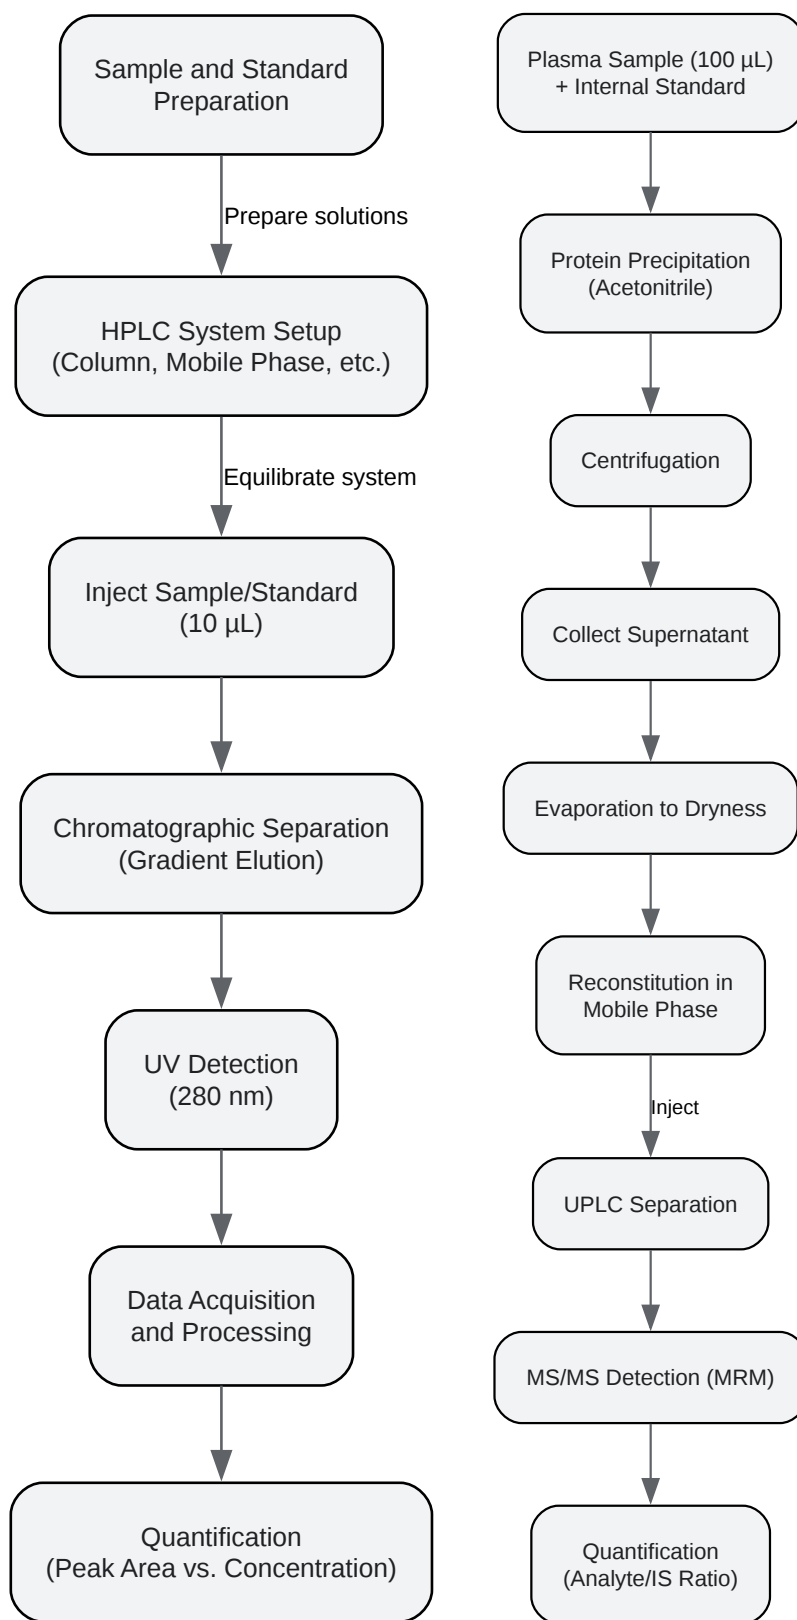 Sample and Standard
Preparation
Prepare solutions
HPLC System Setup
(Column, Mobile Phase, etc.)
Equilibrate system
Inject Sample/Standard
(10 µL)
Chromatographic Separation
(Gradient Elution)
UV Detection
(280 nm)
Data Acquisition
and Processing
Quantification
(Peak Area vs. Concentration)
Plasma Sample (100 µL)
+ Internal Standard
Protein Precipitation
(Acetonitrile)
Centrifugation
Collect Supernatant
Evaporation to Dryness
Reconstitution in
Mobile Phase
Inject
UPLC Separation
MS/MS Detection (MRM)
Quantification
(Analyte/IS Ratio)